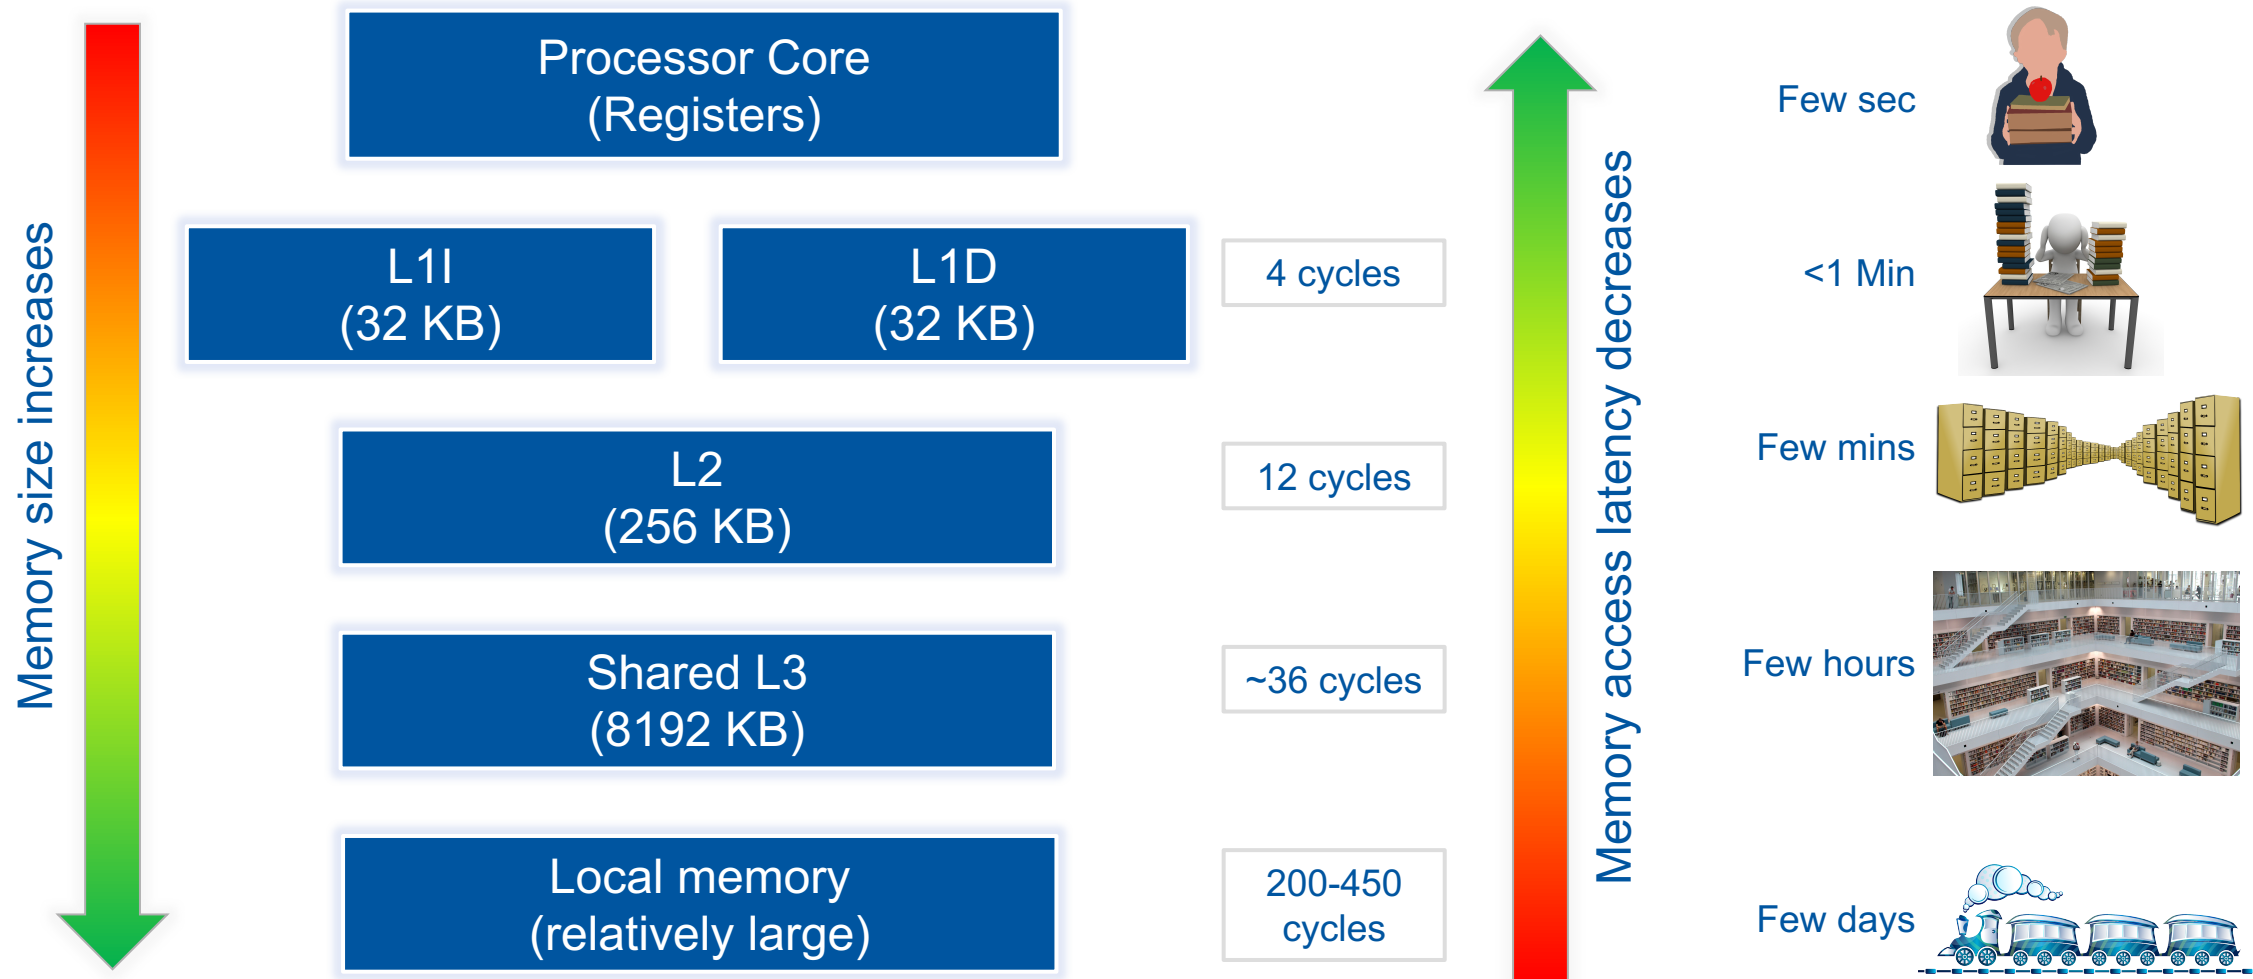 Memory size increases
Processor Core
(Registers)
L1I
(32 KB)
L1D
(32 KB)
4 cycles
L2
(256 KB)
12 cycles
Shared L3
(8192 KB)
~36 cycles
Local memory
(relatively large)
200-450
cycles
Memory access latency decreases
Few sec
<1 Min
Few mins
Few hours
Few days